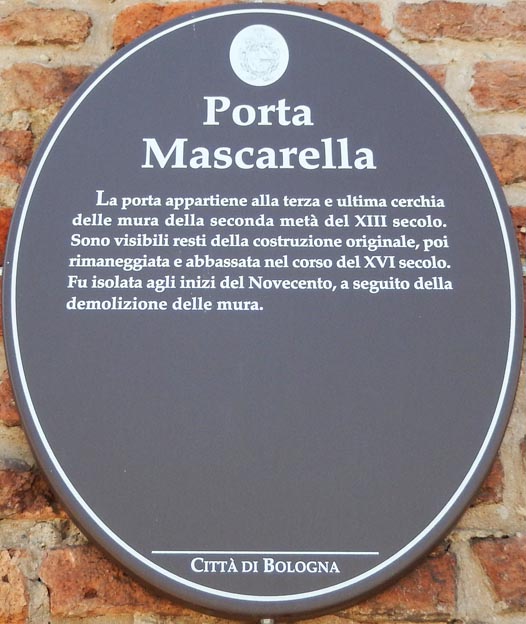 Porta
Mascarella
La porta appartiene alla terza e ultima cerchia
delle mura della seconda metà del XIII secolo.
Sono visibili resti della costruzione originale, poi
rimaneggiata e abbassata nel corso del XVI secolo.
Fu isolata agli inizi del Novecento, a seguito della
demolizione delle mura.
CITTÀ DI BOLOGNA